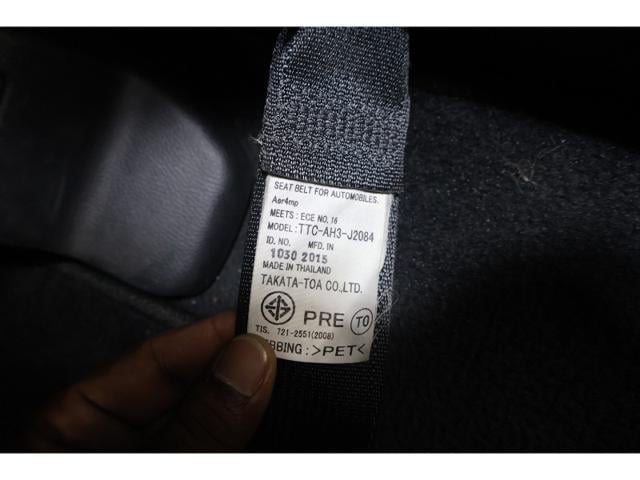 SEAT BELT FOR AUTOMOBILES.
Aer4mp
MEETS: ECE NO. 16
MODEL: TTC-AH3-J2084
ID. NO. MFD. IN
1030 2015
MADE IN THAILAND
TAKATA-TOA CO., LTD.
PRE TO
TIS. 721-2551(2008)
BBING: >PET<